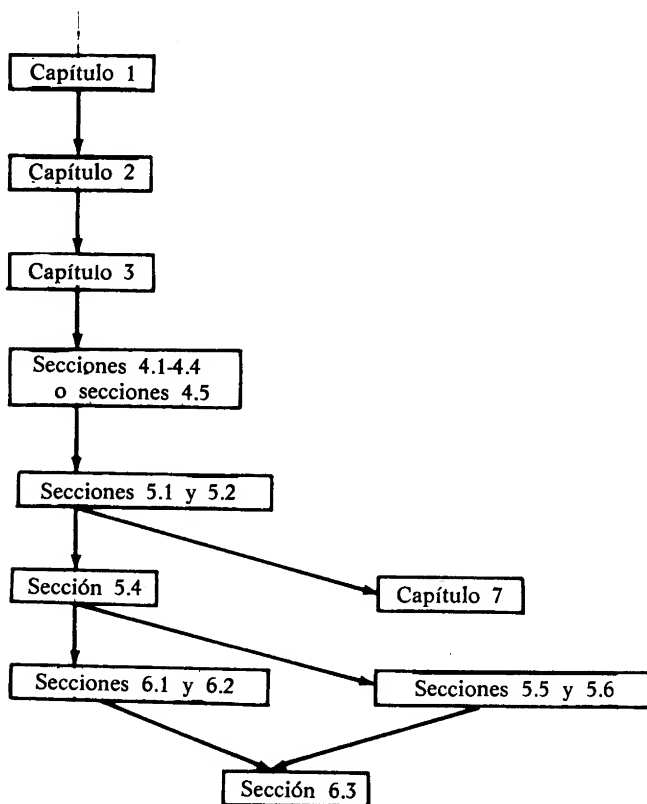 Capítulo 1
Capítulo 2
Capítulo 3
Secciones 4.1-4.4
o secciones 4.5
Secciones 5.1 y 5.2
Sección 5.4
Capítulo 7
Secciones 6.1 y 6.2
Secciones 5.5 y 5.6
Sección 6.3